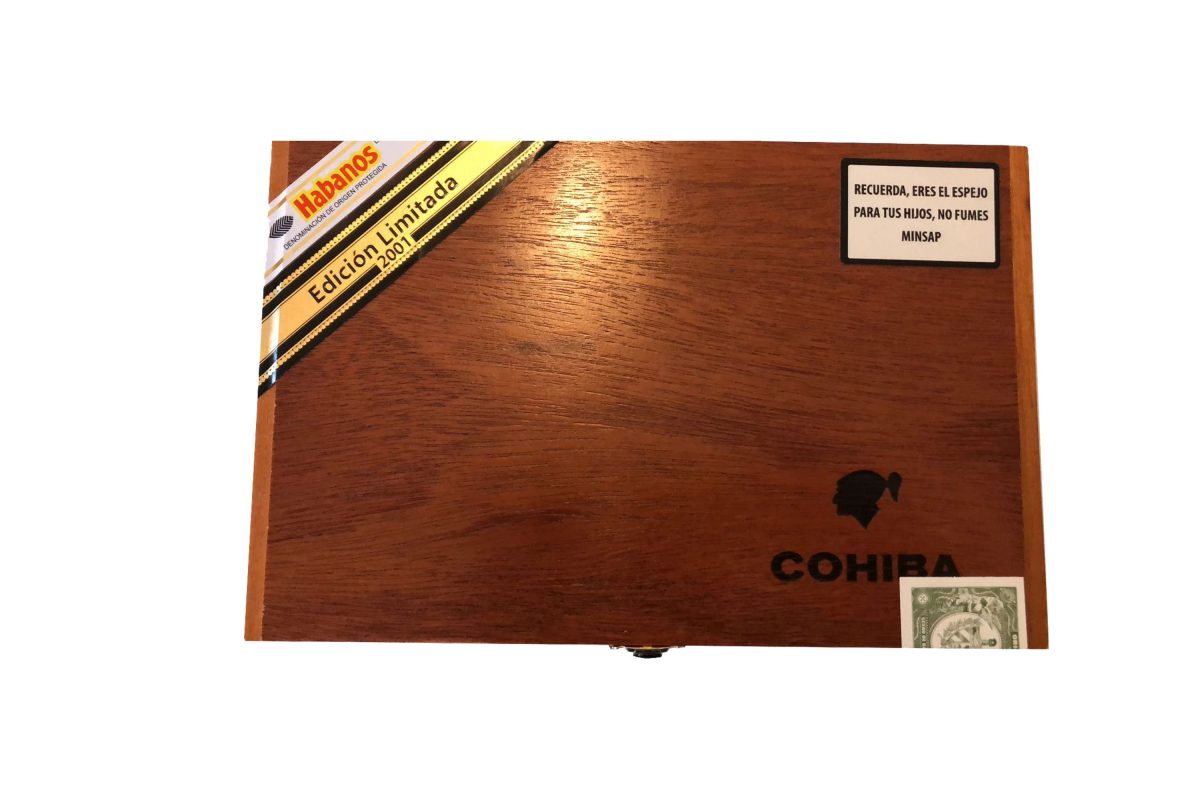 Habanos
DENOMINACIÓN DE ORIGEN PROTEGIDA
Edición Limitada
2001
RECUERDA, ERES EL ESPEJO
PARA TUS HIJOS, NO FUMES
MINSAP
COHIBA